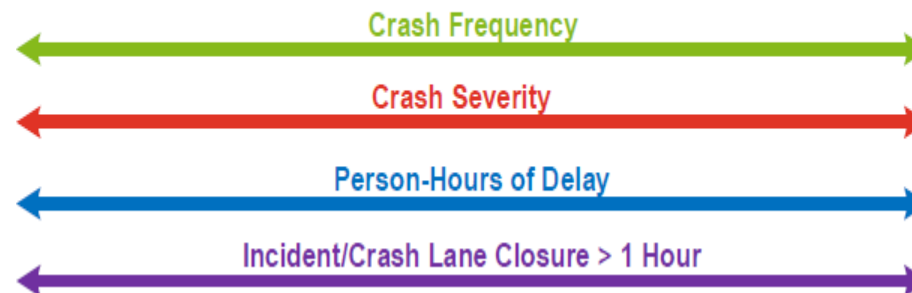 Crash Frequency
Crash Severity
Person-Hours of Delay
Incident/Crash Lane Closure > 1 Hour